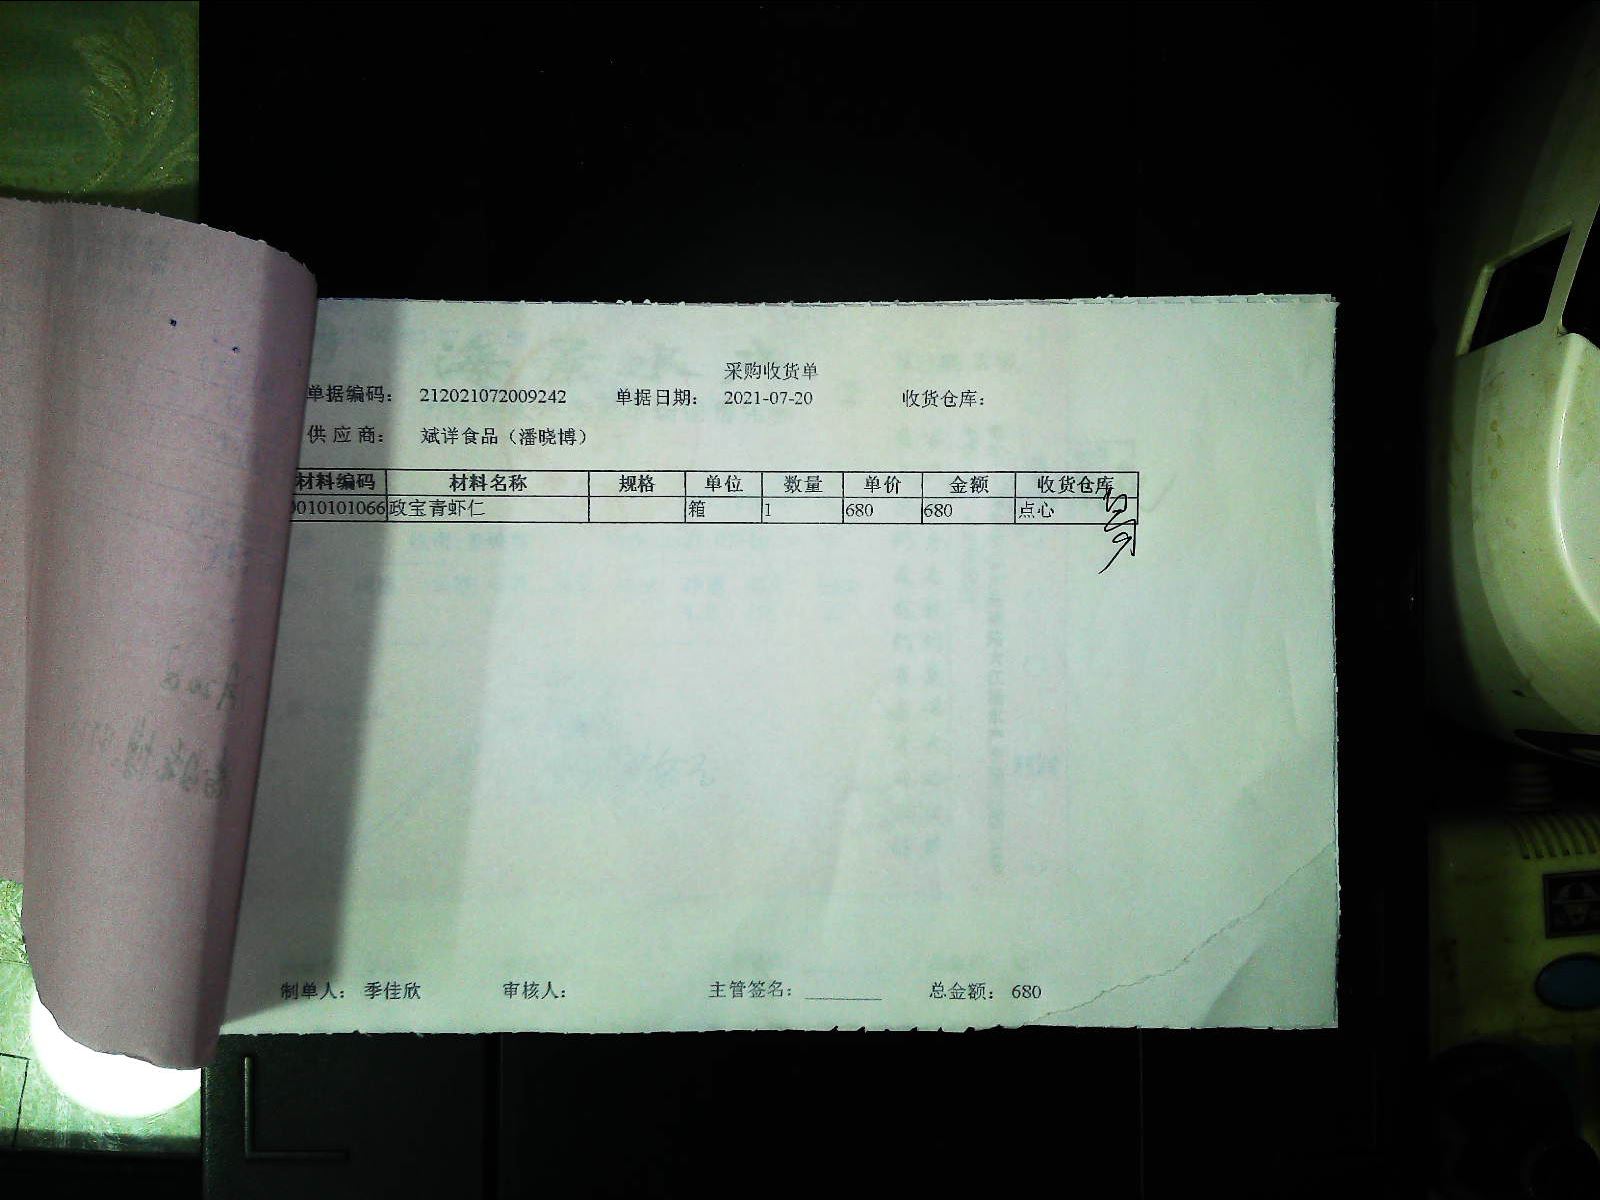 采购收货单
单据编码： 212021072009242 单据日期： 2021-07-20 收货仓库：
供 应 商： 斌详食品（潘晓博）
材料编码 材料名称 规格 单位 数量 单价 金额 收货仓库
010101066 政宝青虾仁 箱 1 680 680 点心
制单人： 季佳欣 审核人： 主管签名： ________ 总金额： 680